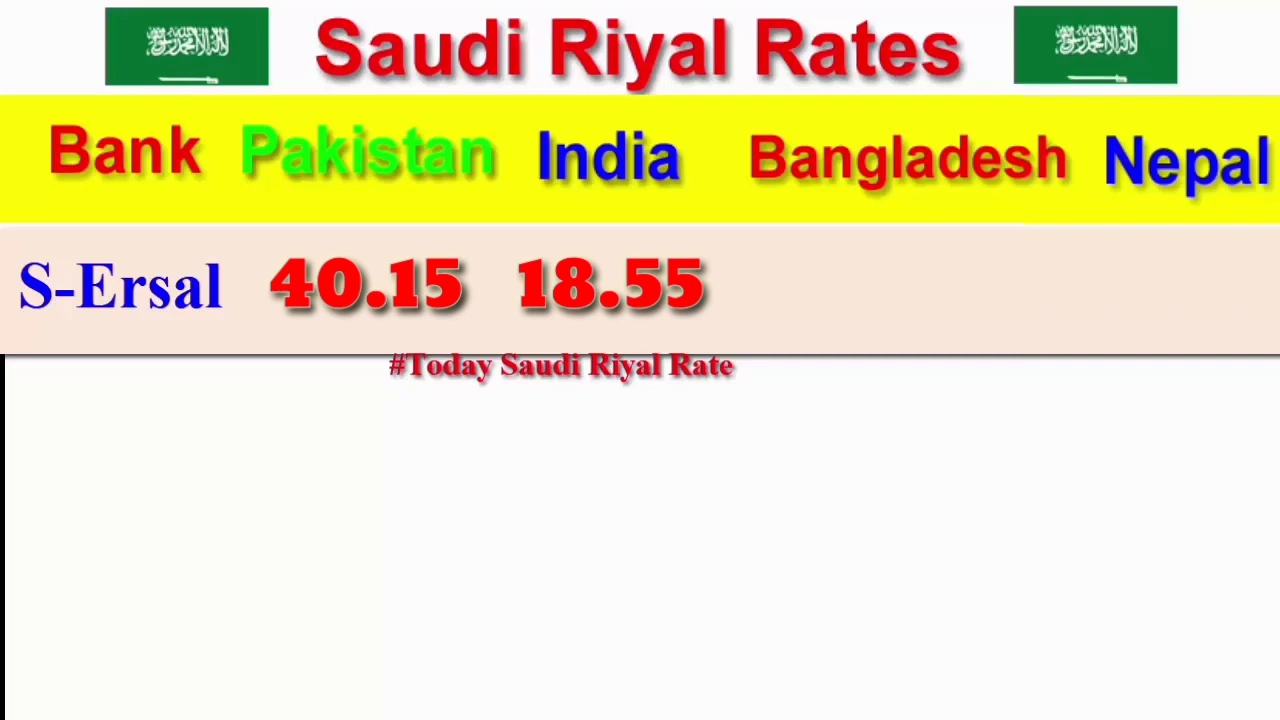 Saudi Riyal Rates
Bank Pakistan India Bangladesh Nepal
S-Ersal 40.15 18.55
#Today Saudi Riyal Rate